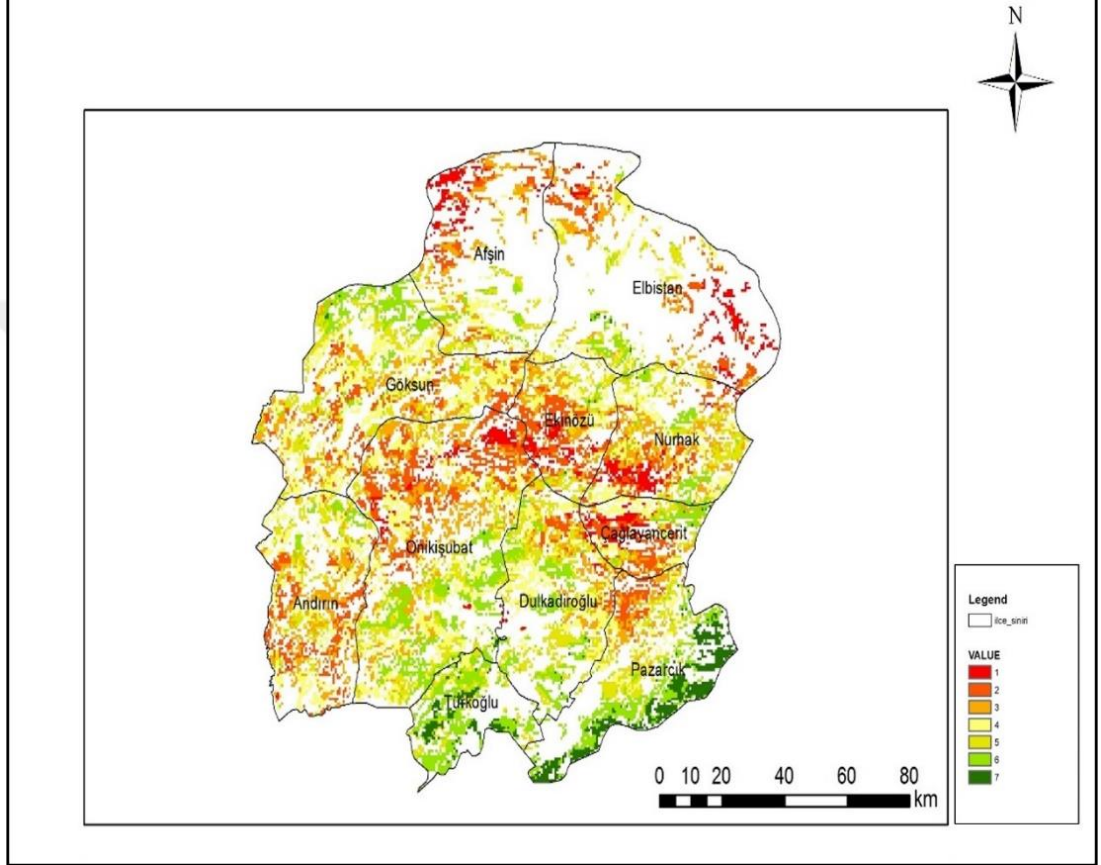 N
Afşin
Elbistan
Göksun
Ekinözü
Nurhak
Çağlayancerit
Onikişubat
Andırın
Dulkadiroğlu
Pazarcık
Türkoğlu
0 10 20 40 60 80
km
Legend
ilce_siniri
VALUE
1
2
3
4
5
6
7